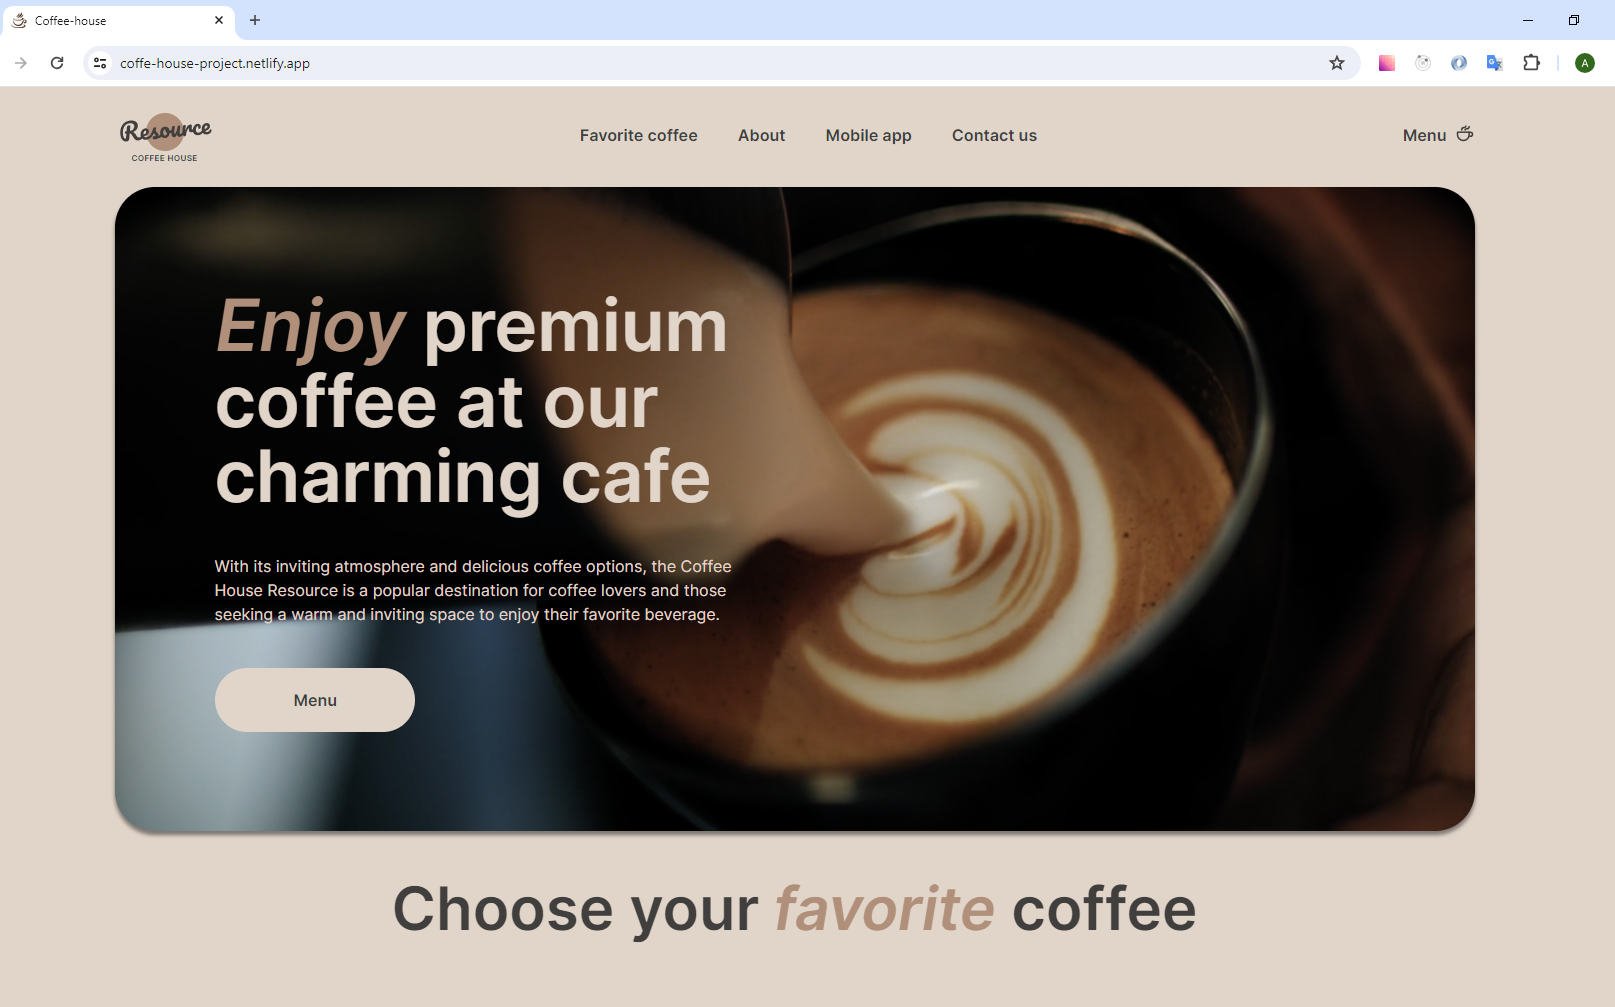 Coffee-house
coffe-house-project.netlify.app
A
Resource
COFFEE HOUSE
Favorite coffee
About
Mobile app
Contact us
Menu
Enjoy premium
coffee at our
charming cafe
With its inviting atmosphere and delicious coffee options, the Coffee
House Resource is a popular destination for coffee lovers and those
seeking a warm and inviting space to enjoy their favorite beverage.
Menu
Choose your favorite coffee